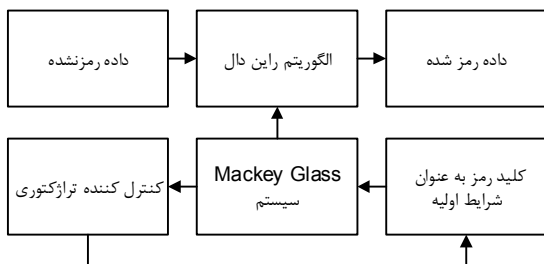 داده رمزنشده
الگوریتم راین دال
داده رمز شده
کنترل کننده تراژکتوری
Mackey Glass
سیستم
کلید رمز به عنوان
شرایط اولیه